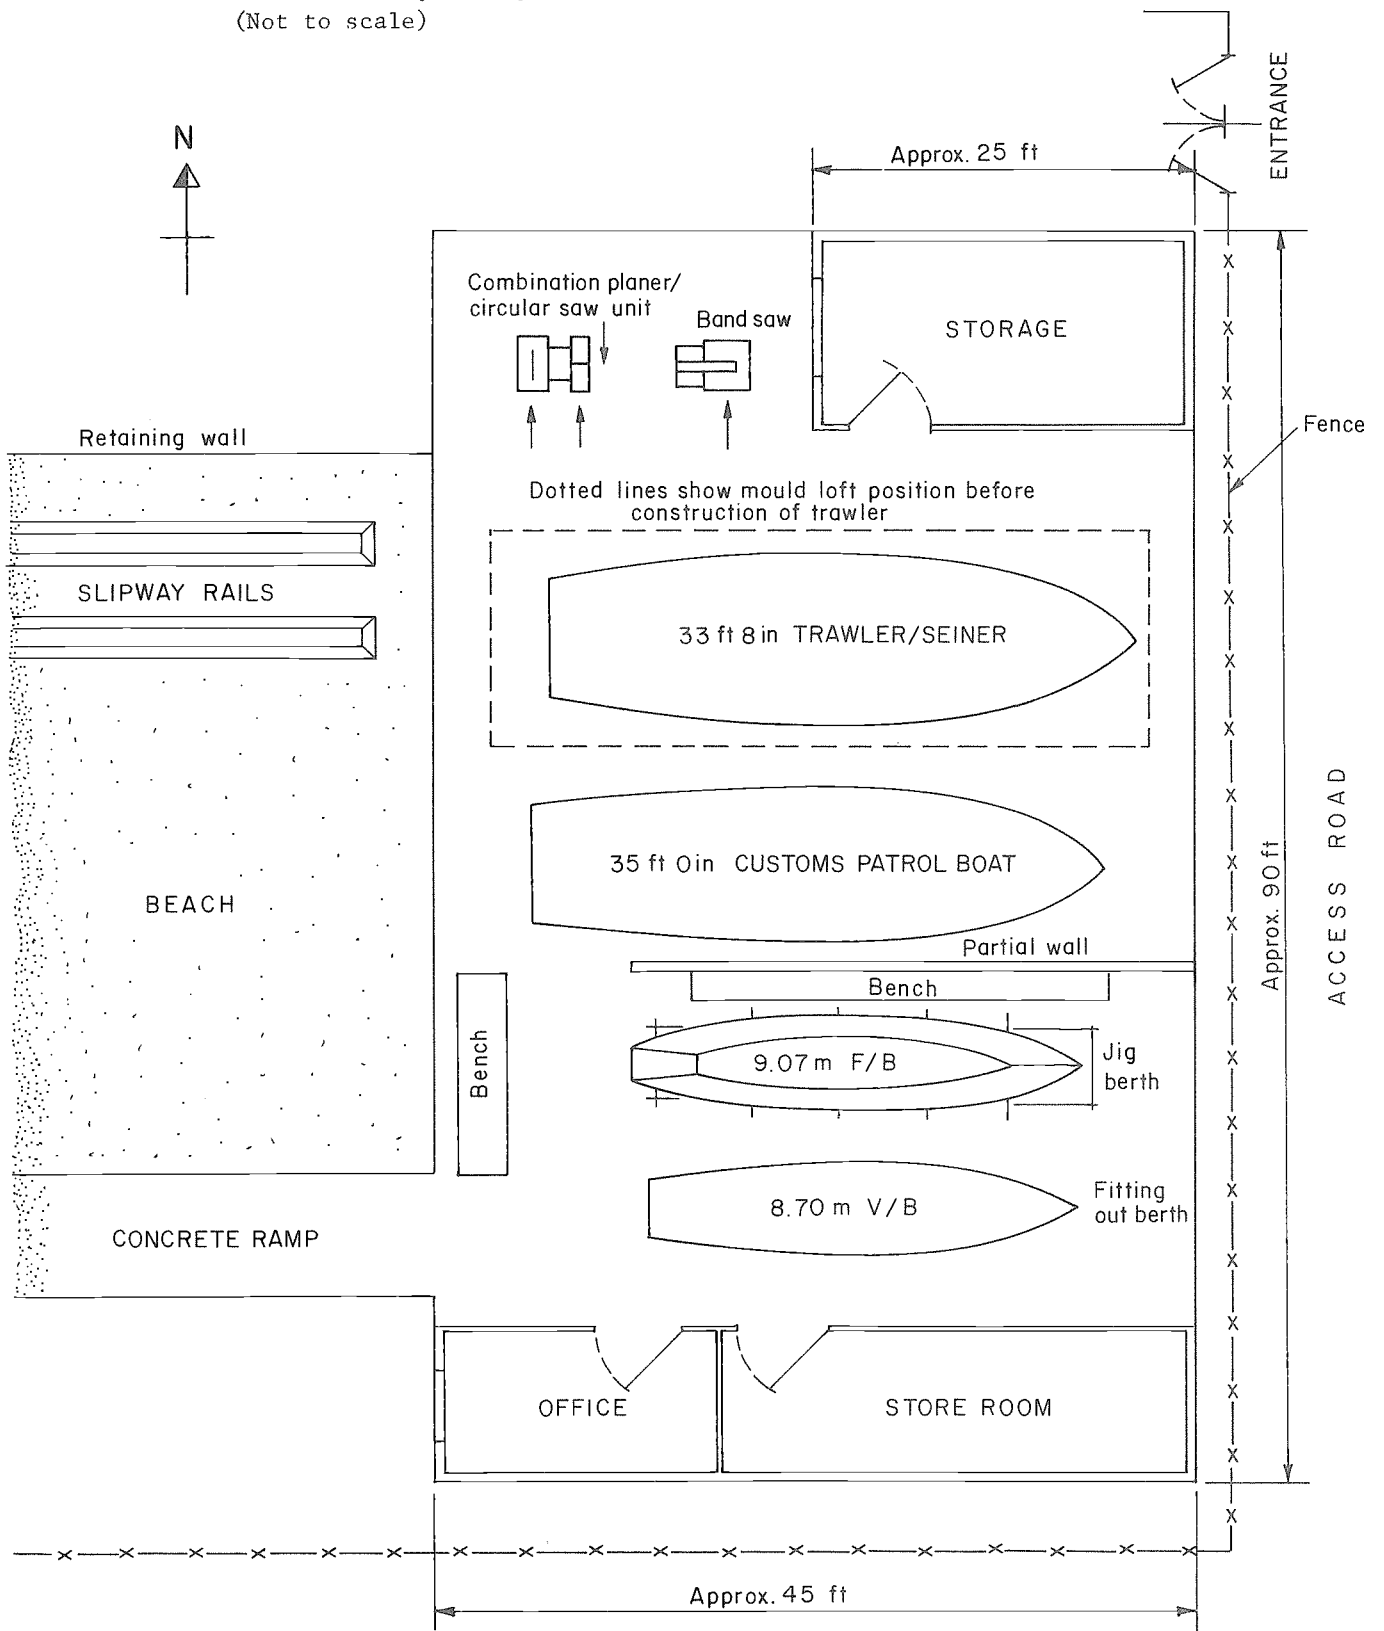 (Not to scale)
ENTRANCE
N
Approx. 25 ft
Combination planer/
circular saw unit
Band saw
STORAGE
Retaining wall
Fence
Dotted lines show mould loft position before
construction of trawler
SLIPWAY RAILS
33 ft 8 in TRAWLER/SEINER
35 ft 0 in CUSTOMS PATROL BOAT
BEACH
Approx. 90 ft
ACCESS ROAD
Partial wall
Bench
Bench
9.07 m F/B
Jig
berth
8.70 m V/B
Fitting
out berth
CONCRETE RAMP
OFFICE
STORE ROOM
Approx. 45 ft